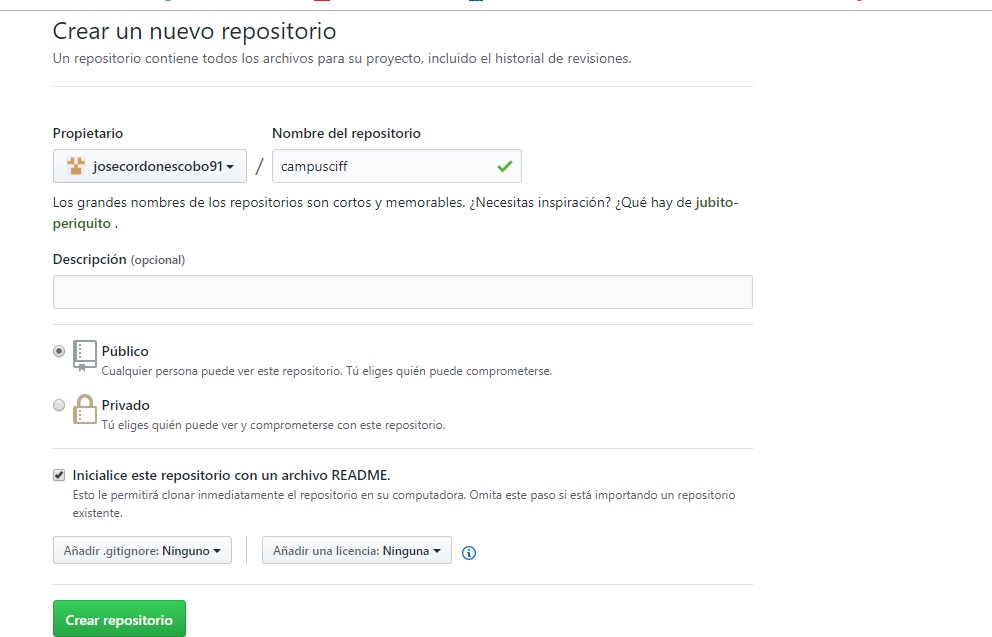 Crear un nuevo repositorio
Un repositorio contiene todos los archivos para su proyecto, incluido el historial de revisiones.
Propietario
Nombre del repositorio
josecordonescobo91 / campusciff
Los grandes nombres de los repositorios son cortos y memorables. ¿Necesitas inspiración? ¿Qué hay de jubito-
periquito .
Descripción (opcional)
Público
Cualquier persona puede ver este repositorio. Tú eliges quién puede comprometerse.
Privado
Tú eliges quién puede ver y comprometerse con este repositorio.
Inicialice este repositorio con un archivo README.
Esto le permitirá clonar inmediatamente el repositorio en su computadora. Omita este paso si está importando un repositorio
existente.
Añadir .gitignore: Ninguno
Añadir una licencia: Ninguna
Crear repositorio